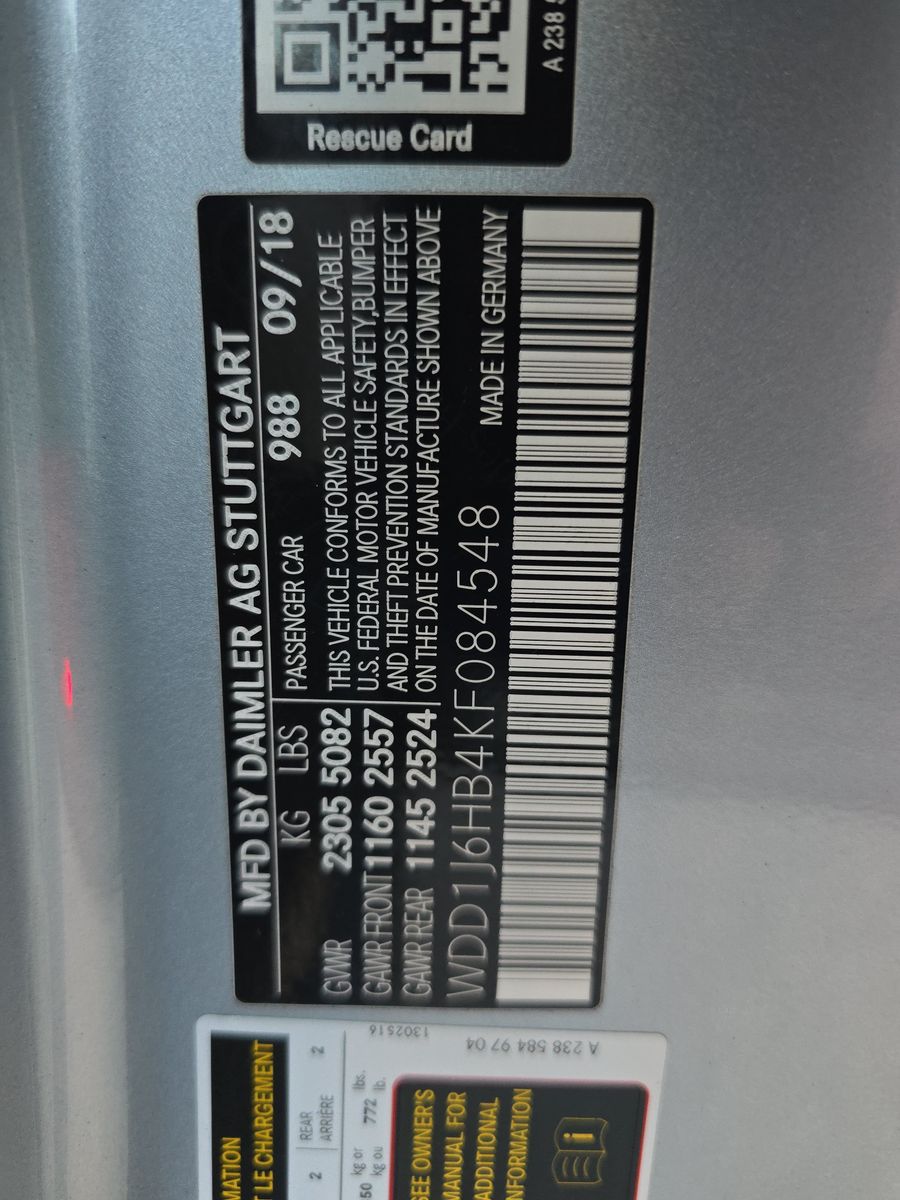 Rescue Card
A 238
MFD BY DAIMLER AG STUTTGART
KG LBS
GVWR 2305 5082
GAWR FRONT 1160 2557
GAWR REAR 1145 2524
PASSENGER CAR 988 09/18
THIS VEHICLE CONFORMS TO ALL APPLICABLE
U.S. FEDERAL MOTOR VEHICLE SAFETY,BUMPER
AND THEFT PREVENTION STANDARDS IN EFFECT
ON THE DATE OF MANUFACTURE SHOWN ABOVE
WDD1J6HB4KF084548 MADE IN GERMANY
MATION
T LE CHARGEMENT
2 REAR 2
ARRIÈRE
50 kg or 772 lbs.
kg ou lb.
1302516
A 238 584 97 04
SEE OWNER'S
MANUAL FOR
ADDITIONAL
INFORMATION